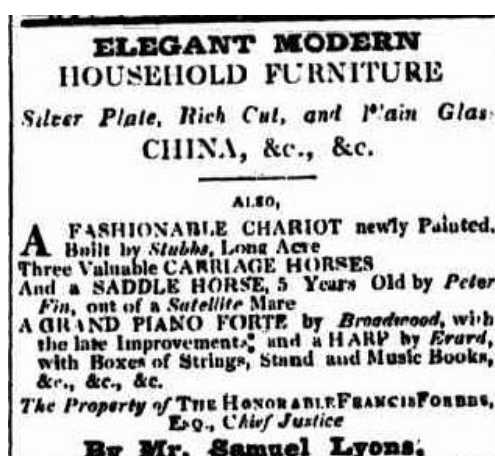 ELEGANT MODERN
HOUSEHOLD FURNITURE
Silver Plate, Rich Cut, and Plain Glas
CHINA, &c., &c.
ALSO,
A FASHIONABLE CHARIOT newly Painted,
Built by Stubbs, Long Acre
Three Valuable CARRIAGE HORSES
And a SADDLE HORSE, 5 Years Old by Peter
Fin, out of a Satellite Mare
A GRAND PIANO FORTE by Broadwood, with
the late Improvements; and a HARP by Erard,
with Boxes of Strings, Stand and Music Books,
&c., &c., &c.
The Property of THE HONORABLE FRANCIS FORBES,
ESQ., Chief Justice
By Mr. Samuel Lyons,